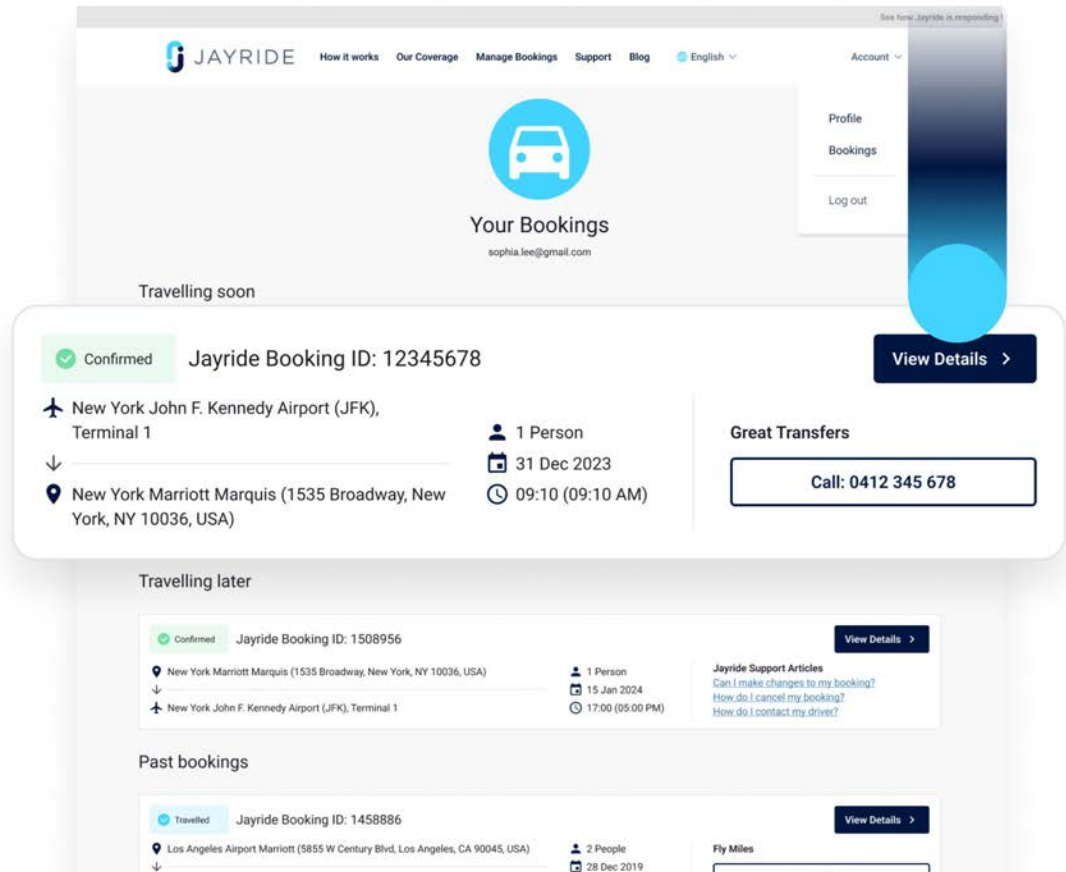 See how Jayride is responding
JAYRIDE How it works Our Coverage Manage Bookings Support Blog English Account
Profile
Bookings
Log out
Your Bookings
sophia.lee@gmail.com
Travelling soon
Confirmed Jayride Booking ID: 12345678 View Details
New York John F. Kennedy Airport (JFK),
Terminal 1
New York Marriott Marquis (1535 Broadway, New
York, NY 10036, USA)
1 Person
31 Dec 2023
09:10 (09:10 AM)
Great Transfers
Call: 0412 345 678
Travelling later
Confirmed Jayride Booking ID: 1508956 View Details
New York Marriott Marquis (1535 Broadway, New York, NY 10036, USA)
New York John F. Kennedy Airport (JFK), Terminal 1
1 Person
15 Jan 2024
17:00 (05:00 PM)
Jayride Support Articles
Can I make changes to my booking?
How do I cancel my booking?
How do I contact my driver?
Past bookings
Travelled Jayride Booking ID: 1458886 View Details
Los Angeles Airport Marriott (5855 W Century Blvd, Los Angeles, CA 90045, USA)
2 People
28 Dec 2019
Fly Miles